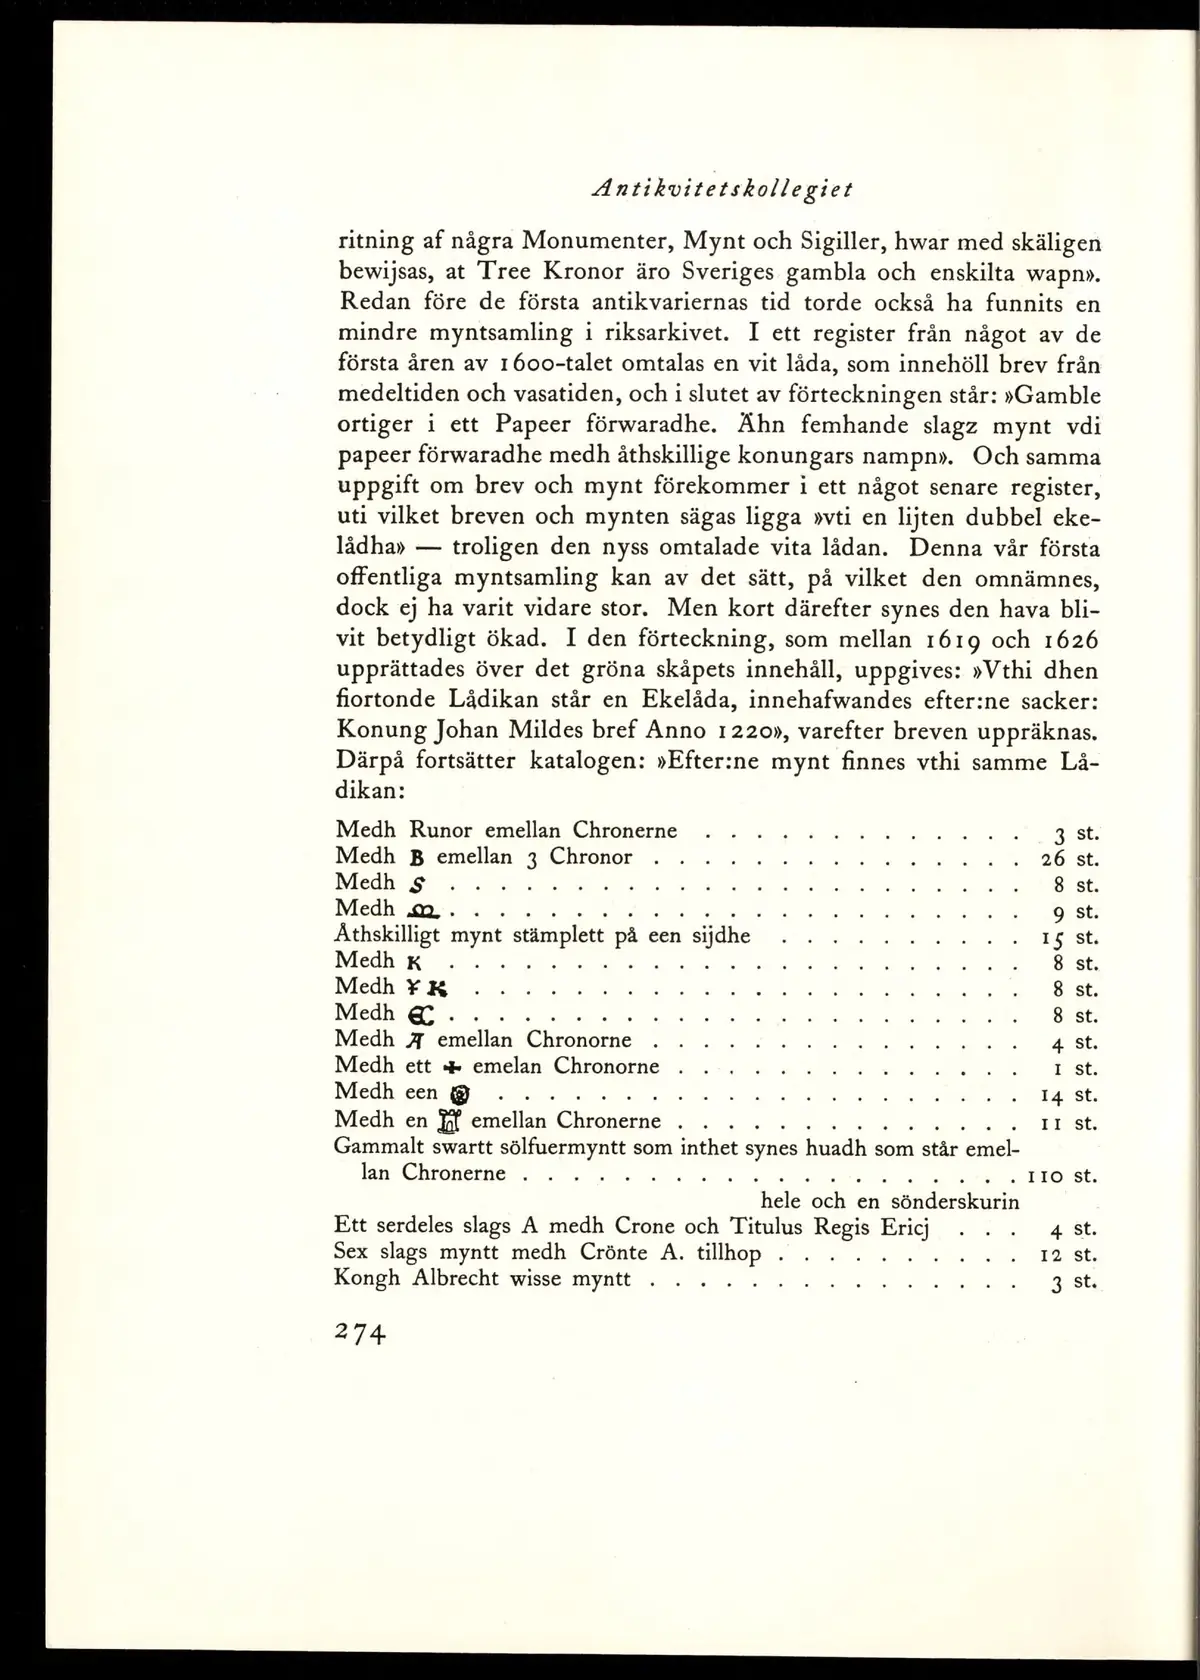 Antikvitetskollegiet
ritning af några Monumenter, Mynt och Sigiller, hwar med skäligen
bewijsas, at Tree Kronor äro Sveriges gambla och enskilta wapn».
Redan före de första antikvariernas tid torde också ha funnits en
mindre myntsamling i riksarkivet. I ett register från något av de
första åren av 1600-talet omtalas en vit låda, som innehöll brev från
medeltiden och vasatiden, och i slutet av förteckningen står: »Gamble
ortiger i ett Papeer förwaradhe. Ähn femhande slagz mynt vdi
papeer förwaradhe medh åthskillige konungars nampn». Och samma
uppgift om brev och mynt förekommer i ett något senare register,
uti vilket breven och mynten sägas ligga »vti en lijten dubbel eke-
lådha» — troligen den nyss omtalade vita lådan. Denna vår första
offentliga myntsamling kan av det sätt, på vilket den omnämnes,
dock ej ha varit vidare stor. Men kort därefter synes den hava bli-
vit betydligt ökad. I den förteckning, som mellan 1619 och 1626
upprättades över det gröna skåpets innehåll, uppgives: »Vthi dhen
fiortonde Lådikan står en Ekelåda, innehafwandes efter:ne sacker:
Konung Johan Mildes bref Anno 1220», varefter breven uppräknas.
Därpå fortsätter katalogen: »Efter:ne mynt finnes vthi samme Lå-
dikan:
Medh Runor emellan Chronerne . . . . . . . . . . . . . 3 st.
Medh B emellan 3 Chronor . . . . . . . . . . . . . . . 26 st.
Medh S . . . . . . . . . . . . . . . . . . . . . . . 8 st.
Medh . . . . . . . . . . . . . . . . . . . . . . . 9 st.
Åthskilligt mynt stämplett på een sijdhe . . . . . . . . . . 15 st.
Medh K . . . . . . . . . . . . . . . . . . . . . . . 8 st.
Medh ¥ K . . . . . . . . . . . . . . . . . . . . . . 8 st.
Medh . . . . . . . . . . . . . . . . . . . . . . . 8 st.
Medh A emellan Chronorne . . . . . . . . . . . . . . . 4 st.
Medh ett ✚ emelan Chronorne . . . . . . . . . . . . . . 1 st.
Medh een . . . . . . . . . . . . . . . . . . . . . 14 st.
Medh en emellan Chronerne . . . . . . . . . . . . . . 11 st.
Gammalt swartt sölfuermyntt som inthet synes huadh som står emel-
lan Chronerne . . . . . . . . . . . . . . . . . . . . 110 st.
hele och en sönderskurin
Ett serdeles slags A medh Crone och Titulus Regis Ericj . . . 4 st.
Sex slags myntt medh Crönte A. tillhop . . . . . . . . . . 12 st.
Kongh Albrecht wisse myntt . . . . . . . . . . . . . . . 3 st.
274